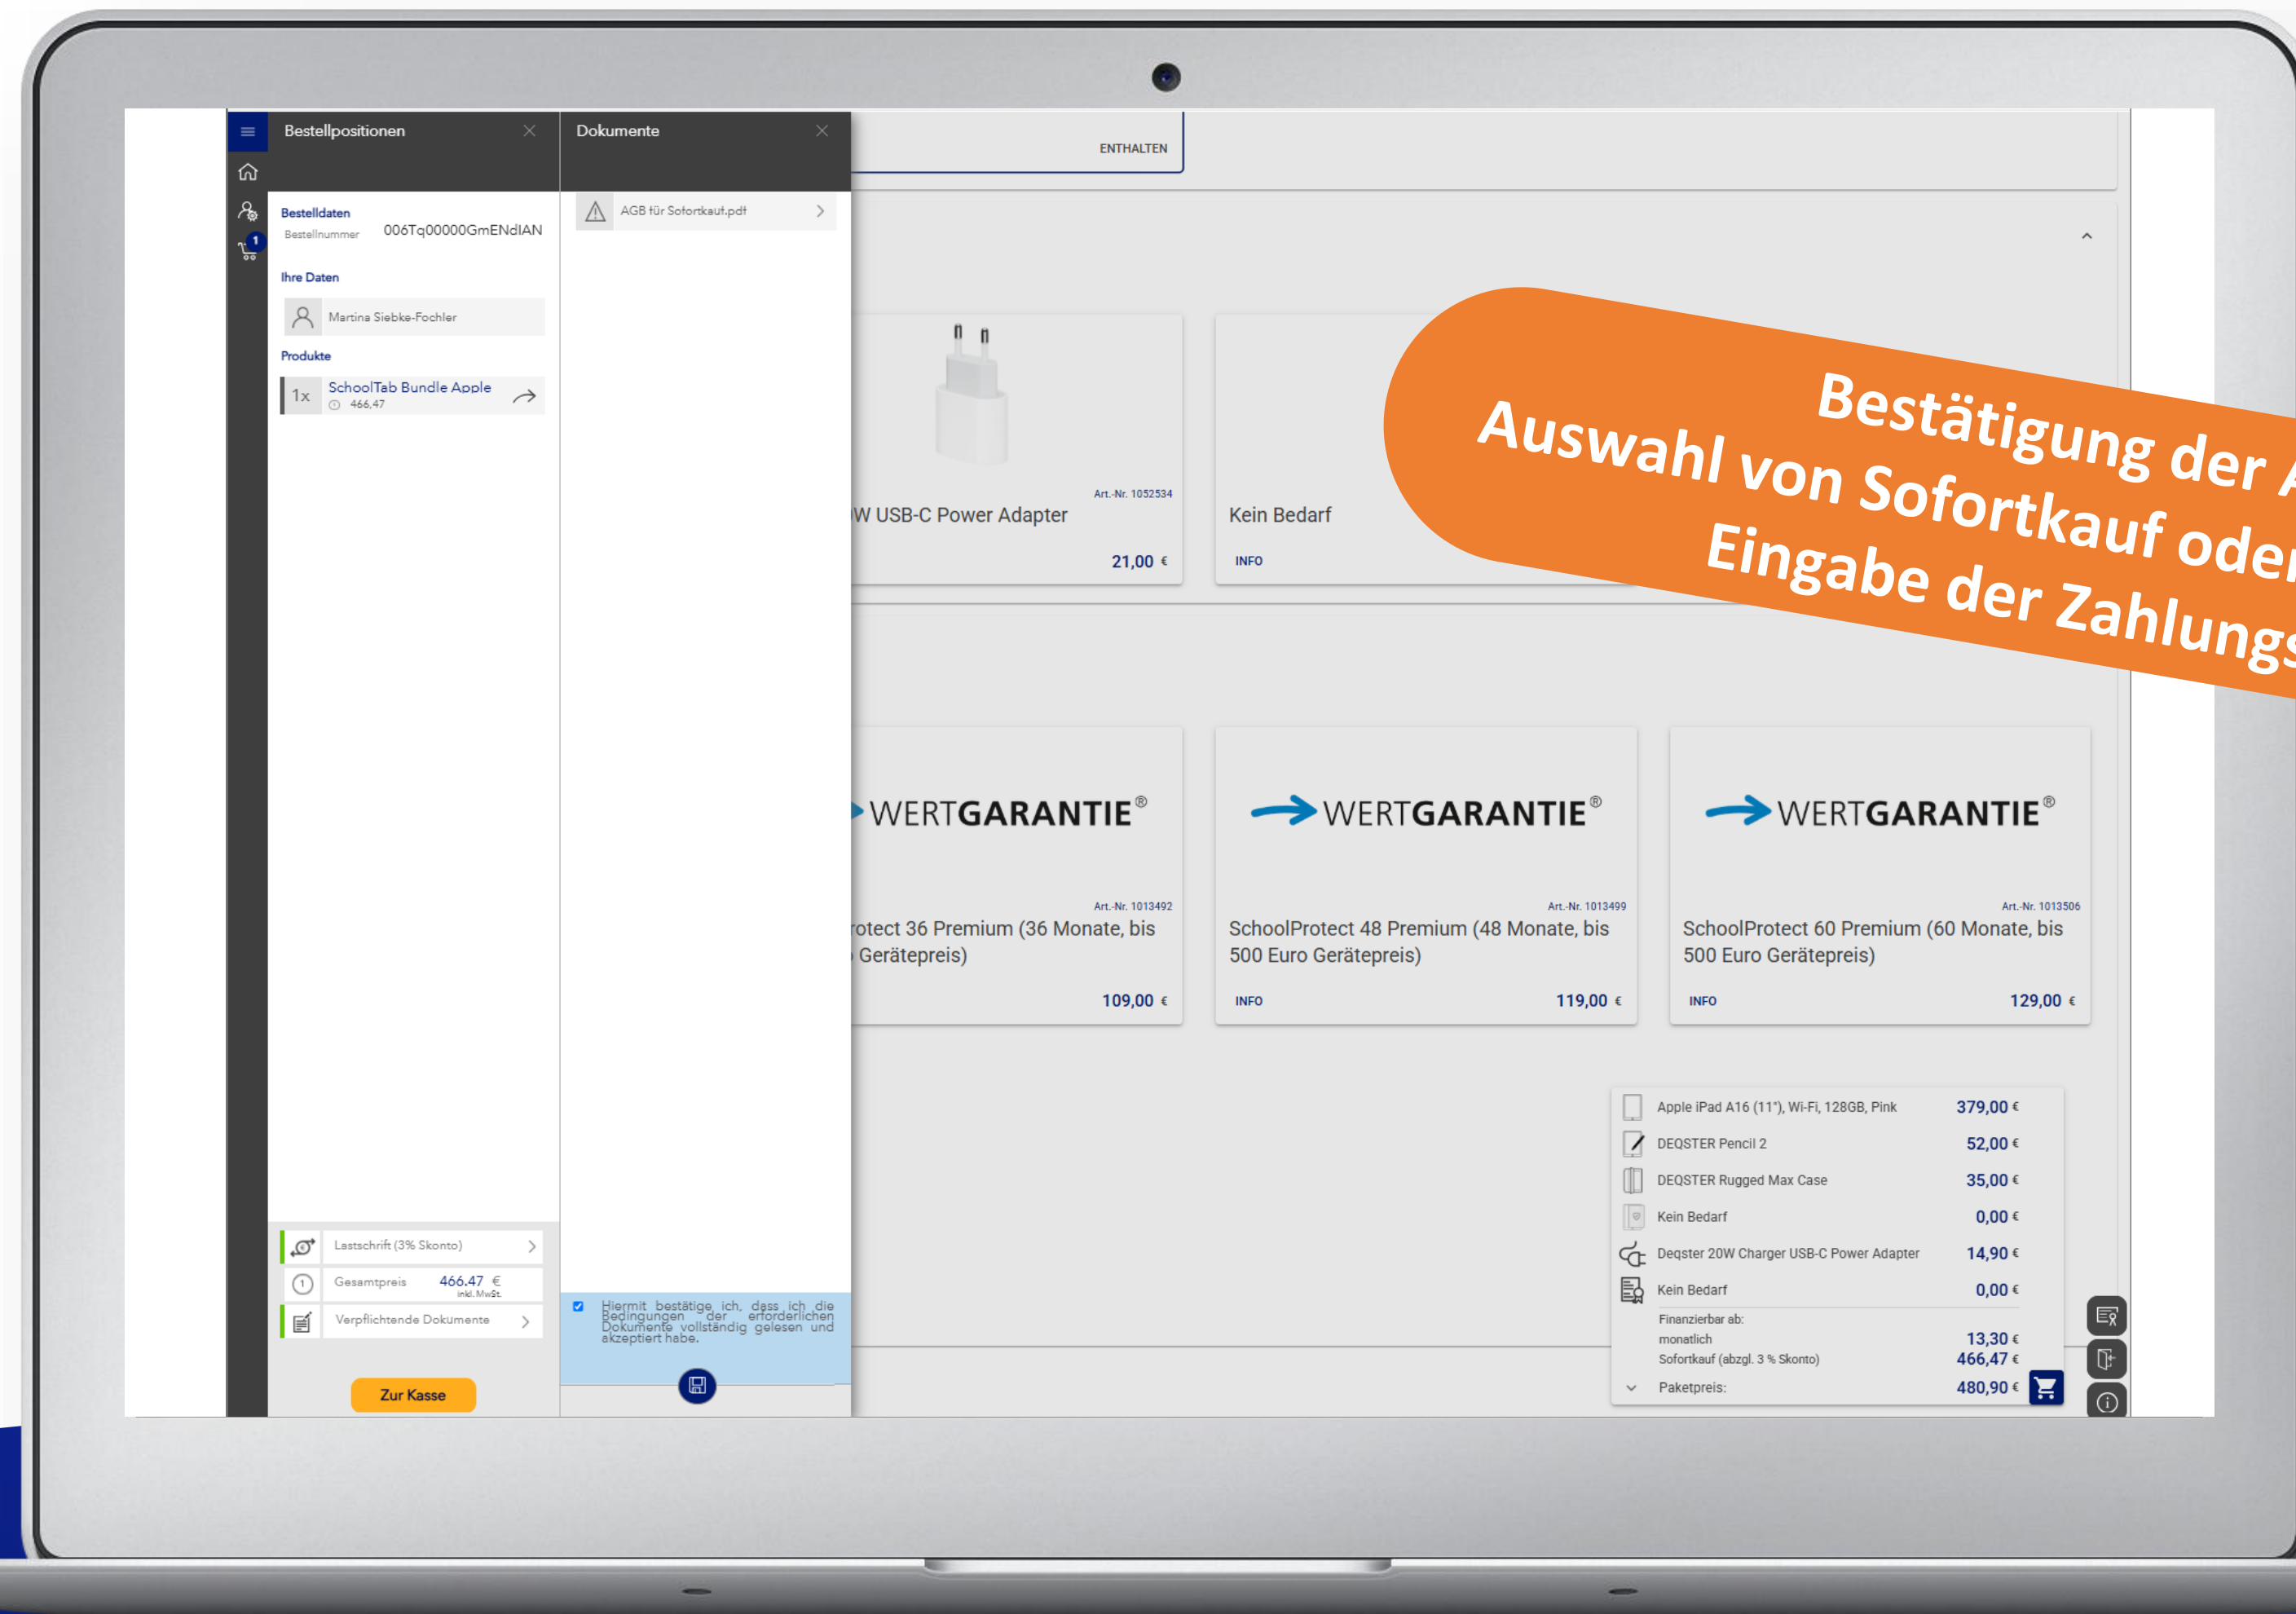 Bestellpositionen
Dokumente
ENTHALTEN
Bestelldaten
Bestellnummer 006Tq00000GmENdIAN
AGB für Sofortkauf.pdf
1
Ihre Daten
Martina Siebke-Fochler
Produkte
1x SchoolTab Bundle Apple
466,47
Bestätigung der
Auswahl von Sofortkauf oder
Eingabe der Zahlungs
Art.-Nr. 1052534
W USB-C Power Adapter
21,00 €
Kein Bedarf
INFO
WERTGARANTIE®
WERTGARANTIE®
WERTGARANTIE®
Art.-Nr. 1013492
rotect 36 Premium (36 Monate, bis
Gerätepreis)
109,00 €
Art.-Nr. 1013499
SchoolProtect 48 Premium (48 Monate, bis
500 Euro Gerätepreis)
INFO 119,00 €
Art.-Nr. 1013506
SchoolProtect 60 Premium (60 Monate, bis
500 Euro Gerätepreis)
INFO 129,00 €
Apple iPad A16 (11"), Wi-Fi, 128GB, Pink 379,00 €
DEQSTER Pencil 2 52,00 €
DEQSTER Rugged Max Case 35,00 €
Kein Bedarf 0,00 €
Deqster 20W Charger USB-C Power Adapter 14,90 €
Kein Bedarf 0,00 €
Finanzierbar ab:
monatlich 13,30 €
Sofortkauf (abzgl. 3 % Skonto) 466,47 €
Paketpreis: 480,90 €
Lastschrift (3% Skonto)
1 Gesamtpreis 466.47 €
inkl. MwSt.
Verpflichtende Dokumente
Zur Kasse
Hiermit bestätige ich, dass ich die
Bedingungen der erforderlichen
Dokumente vollständig gelesen und
akzeptiert habe.